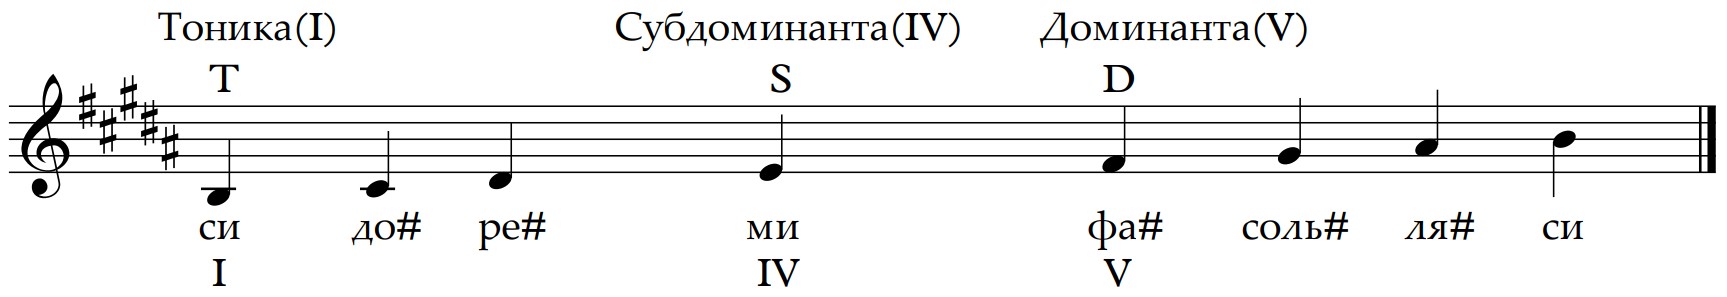 Тоника(I) Субдоминанта(IV) Доминанта(V)
T S D
си до# ре# ми фа# соль# ля# си
I IV V